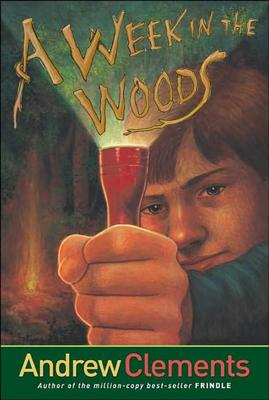 A WEEK IN THE
WOODS
Andrew Clements
Author of the million-copy best-seller FRINDLE